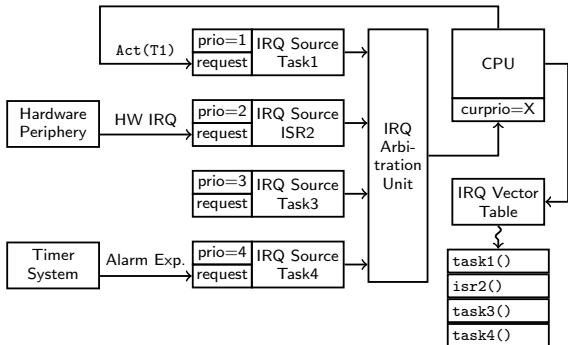 Act(T1)
prio=1
request
IRQ Source
Task1
CPU
curprio=X
Hardware
Periphery
HW IRQ
prio=2
request
IRQ Source
ISR2
IRQ
Arbi-
tration
Unit
prio=3
request
IRQ Source
Task3
IRQ Vector
Table
Timer
System
Alarm Exp.
prio=4
request
IRQ Source
Task4
task1()
isr2()
task3()
task4()